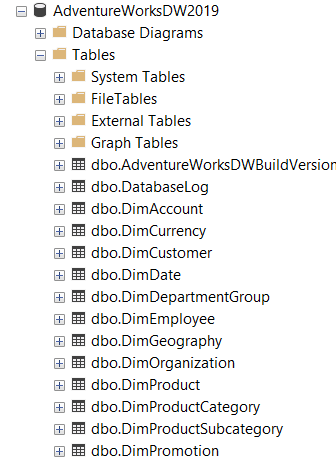 AdventureWorksDW2019
Database Diagrams
Tables
System Tables
FileTables
External Tables
Graph Tables
dbo.AdventureWorksDWBuildVersion
dbo.DatabaseLog
dbo.DimAccount
dbo.DimCurrency
dbo.DimCustomer
dbo.DimDate
dbo.DimDepartmentGroup
dbo.DimEmployee
dbo.DimGeography
dbo.DimOrganization
dbo.DimProduct
dbo.DimProductCategory
dbo.DimProductSubcategory
dbo.DimPromotion